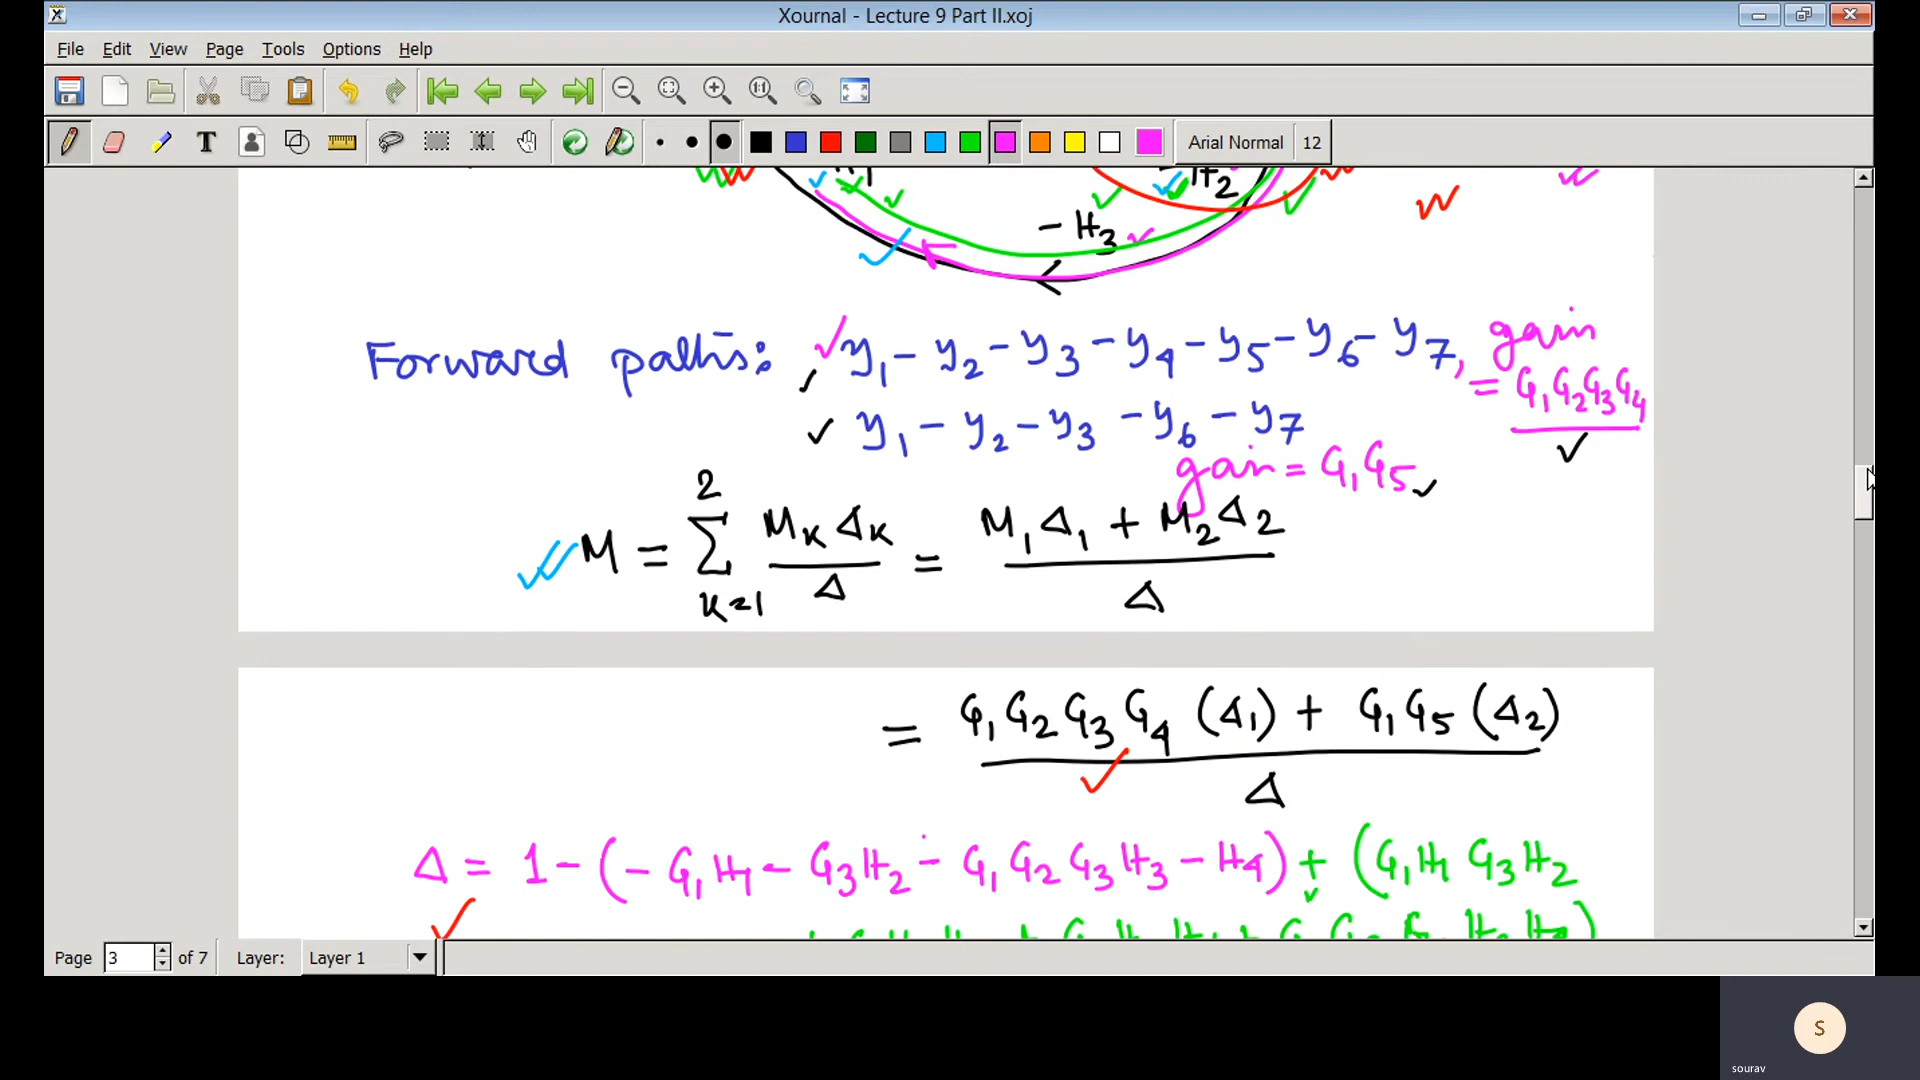 Xournal - Lecture 9 Part II.xoj
File Edit View Page Tools Options Help
Arial Normal 12
-H2
-H3
Forward paths: y1 - y2 - y3 - y4 - y5 - y6 - y7, gain
= G1G2G3G4
y1 - y2 - y3 - y6 - y7
gain = G1G5
M = 2∑k=1 MkΔk/Δ = M1Δ1 + M2Δ2/Δ
= G1G2G3G4 (Δ1) + G1G5 (Δ2)/Δ
Δ = 1 - (- G1H1 - G3H2 - G1G2G3H3 - H4) + (G1H1 G3H2
Page 3 of 7 Layer: Layer 1
S
sourav